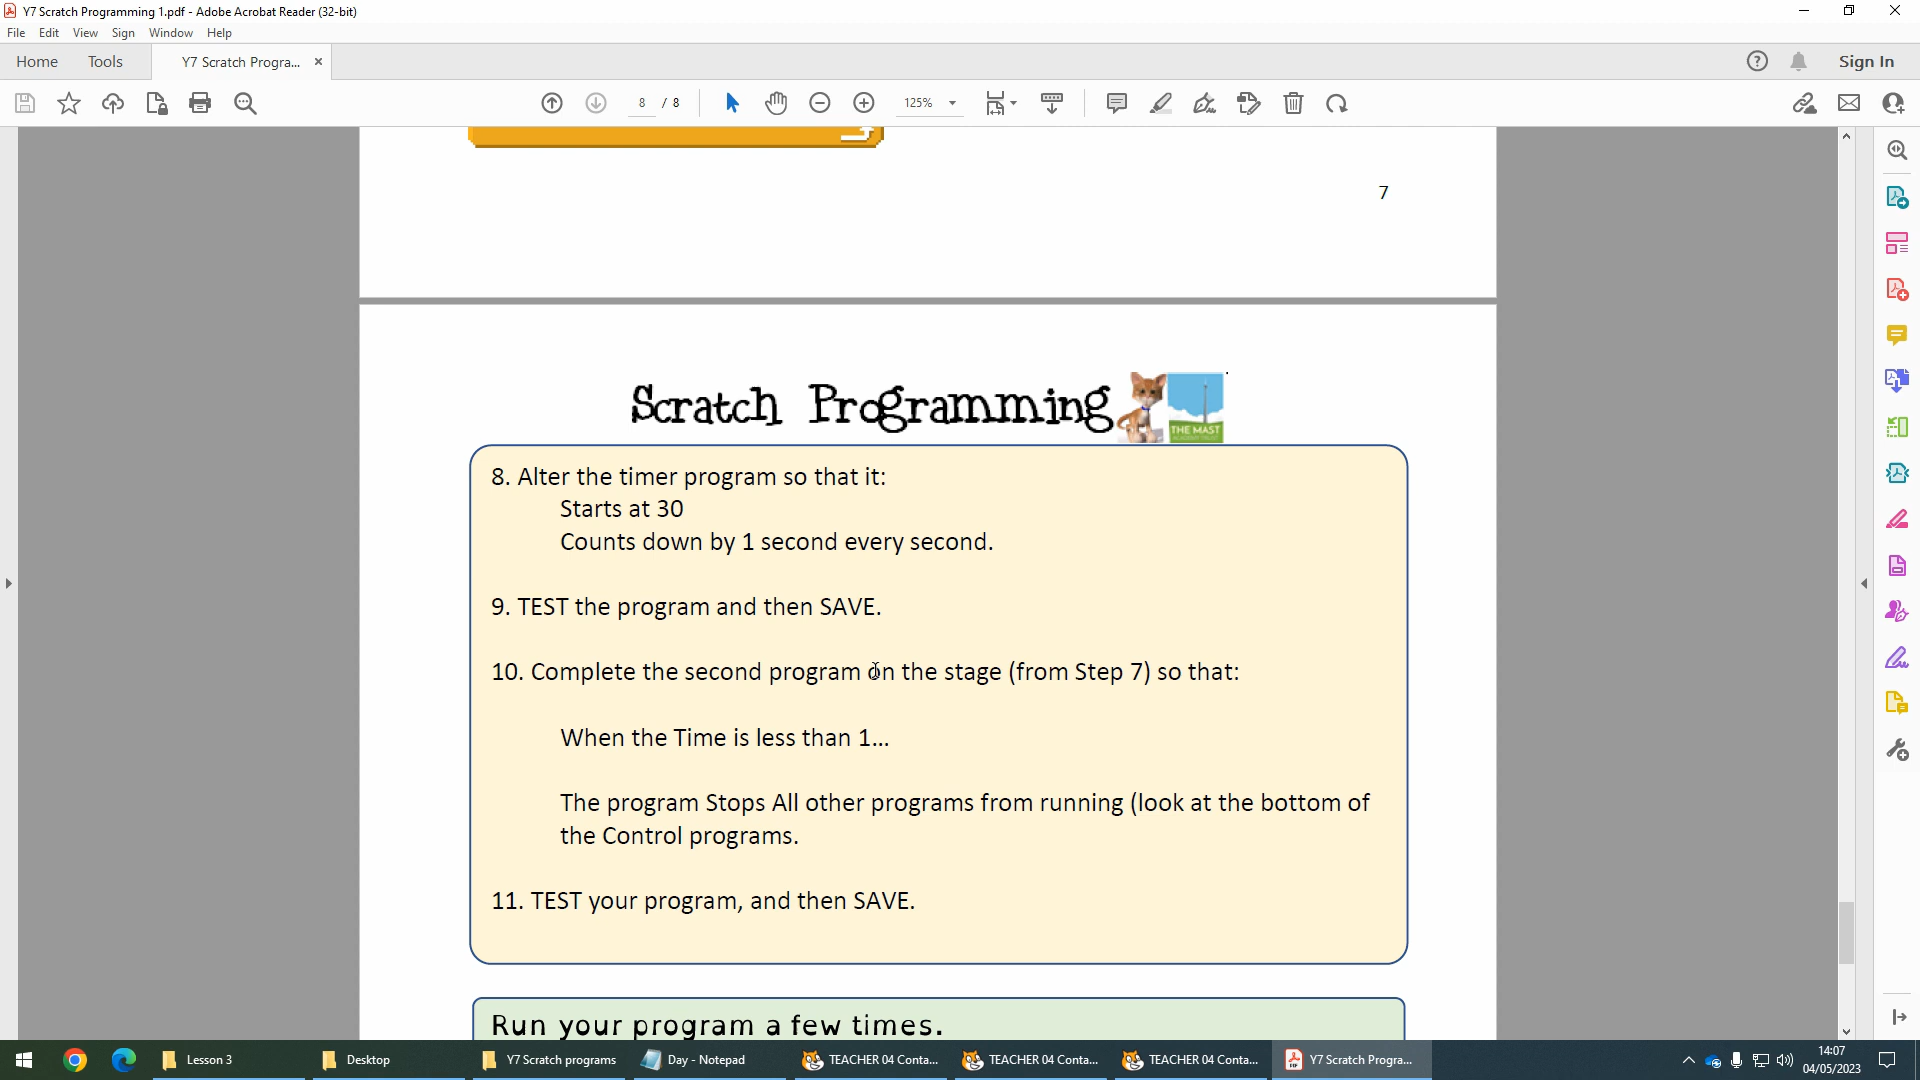 Y7 Scratch Programming 1.pdf - Adobe Acrobat Reader (32-bit)
File Edit View Sign Window Help
Home Tools Y7 Scratch Progra... × Sign In
8 / 8 125%
7
Scratch Programming
THE MAST
8. Alter the timer program so that it:
Starts at 30
Counts down by 1 second every second.
9. TEST the program and then SAVE.
10. Complete the second program on the stage (from Step 7) so that:
When the Time is less than 1...
The program Stops All other programs from running (look at the bottom of
the Control programs.
11. TEST your program, and then SAVE.
Run your program a few times.
Lesson 3 Desktop Y7 Scratch programs Day - Notepad TEACHER 04 Conta... TEACHER 04 Conta... TEACHER 04 Conta... Y7 Scratch Progra... 14:07
04/05/2023